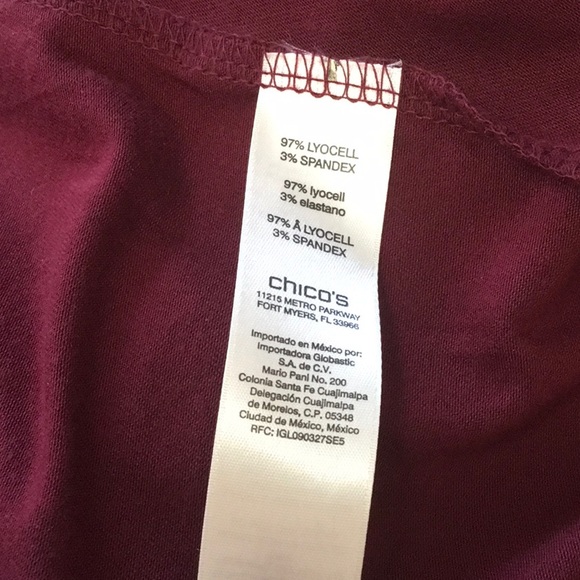 97% LYOCELL
3% SPANDEX
97% lyocell
3% elastano
97% Å LYOCELL
3% SPANDEX
chico's
11215 METRO PARKWAY
FORT MYERS, FL 33966
Importado en México por:
Importadora Globastic
S.A. de C.V.
Mario Pani No. 200
Colonia Santa Fe Cuajimalpa
Delegación Cuajimalpa
de Morelos, C.P. 05348
Ciudad de México, México
RFC: IGL090327SE5